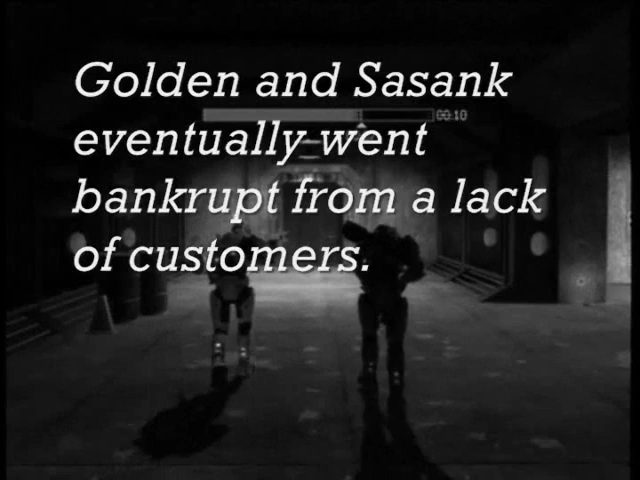 Golden and Sasank
00:10
eventually went
bankrupt from a lack
of customers.